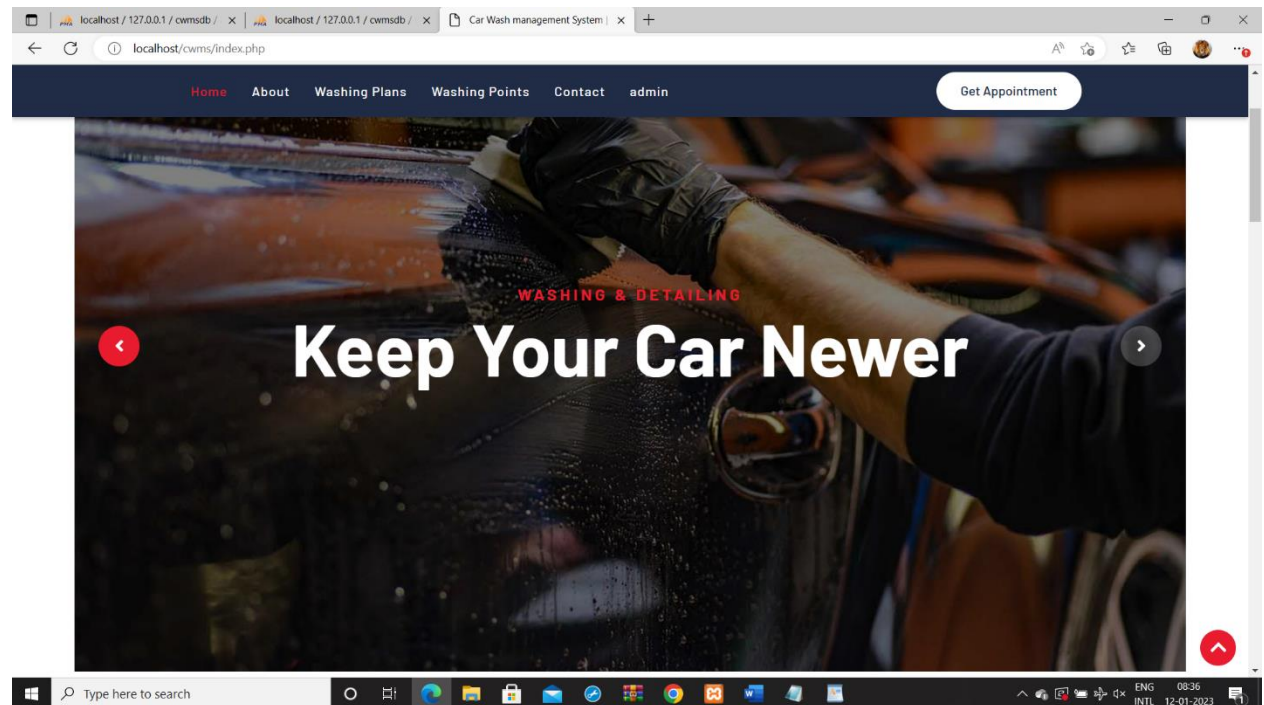 localhost / 127.0.0.1 / cwmsdb /
localhost / 127.0.0.1 / cwmsdb /
Car Wash management System |
localhost/cwms/index.php
Home About Washing Plans Washing Points Contact admin Get Appointment
WASHING & DETAILING
Keep Your Car Newer
Type here to search
ENG 08:36
INTL 12-01-2023